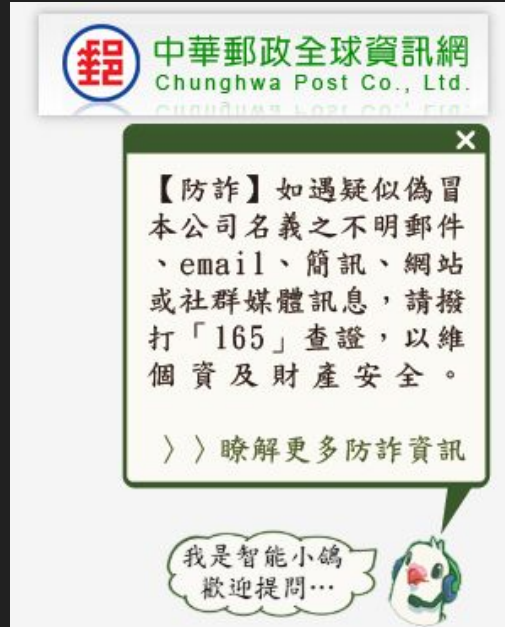 郵
中華郵政全球資訊網
Chunghwa Post Co., Ltd.
【防詐】如遇疑似偽冒
本公司名義之不明郵件
、email、簡訊、網站
或社群媒體訊息，請撥
打「165」查證，以維
個資及財產安全。
〉〉瞭解更多防詐資訊
我是智能小鴿
歡迎提問…